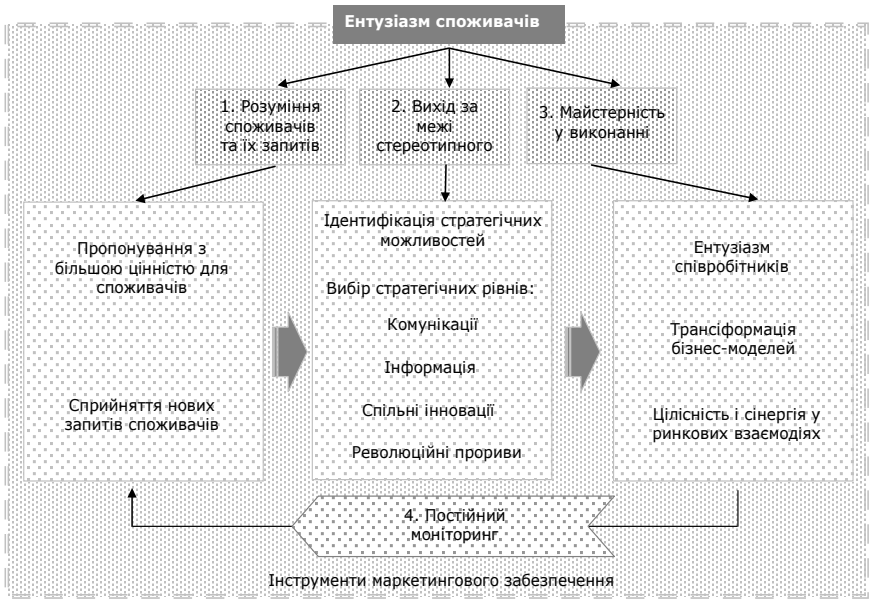 Ентузіазм споживачів
1. Розуміння
споживачів
та їх запитів
2. Вихід за
межі
стереотипного
3. Майстерність
у виконанні
Пропонування з
більшою цінністю для
споживачів
Сприйняття нових
запитів споживачів
Ідентифікація стратегічних
можливостей
Вибір стратегічних рівнів:
Комунікації
Інформація
Спільні інновації
Революційні прориви
Ентузіазм
співробітників
Трансіформація
бізнес-моделей
Цілісність і сінергія у
ринкових взаємодіях
4. Постійний
моніторинг
Інструменти маркетингового забезпечення